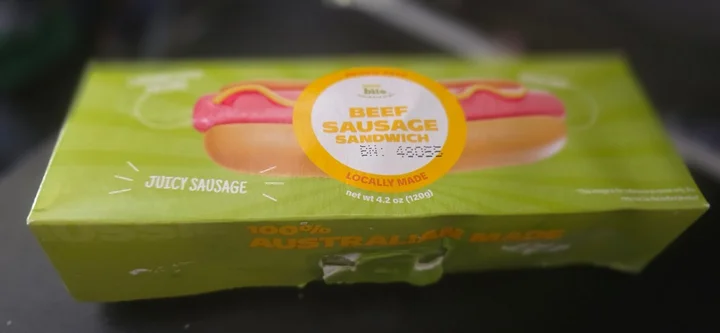 BEEF
SAUSAGE
SANDWICH
BN: 48055
LOCALLY MADE
net wt 4.2 oz (120g)
JUICY SAUSAGE
100%
AUSTRALIAN MADE